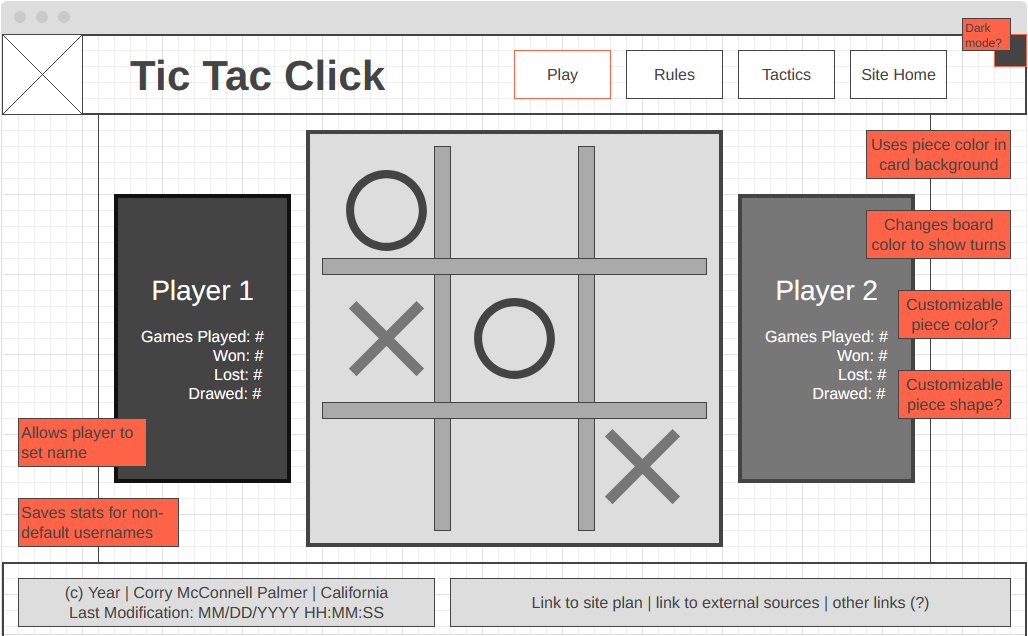 Dark
mode?
Tic Tac Click
Play
Rules
Tactics
Site Home
Uses piece color in
card background
Changes board
color to show turns
Player 1
Games Played: #
Won: #
Lost: #
Drawed: #
Player 2
Games Played: #
Won: #
Lost: #
Drawed: #
Customizable
piece color?
Customizable
piece shape?
Allows player to
set name
Saves stats for non-
default usernames
(c) Year | Corry McConnell Palmer | California
Last Modification: MM/DD/YYYY HH:MM:SS
Link to site plan | link to external sources | other links (?)